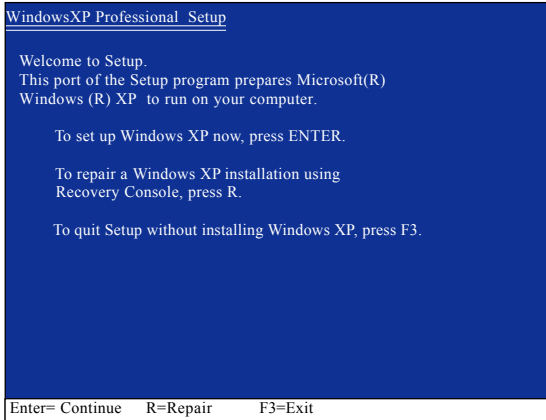 WindowsXP Professional Setup
Welcome to Setup.
This port of the Setup program prepares Microsoft(R)
Windows (R) XP to run on your computer.
To set up Windows XP now, press ENTER.
To repair a Windows XP installation using
Recovery Console, press R.
To quit Setup without installing Windows XP, press F3.
Enter= Continue R=Repair F3=Exit